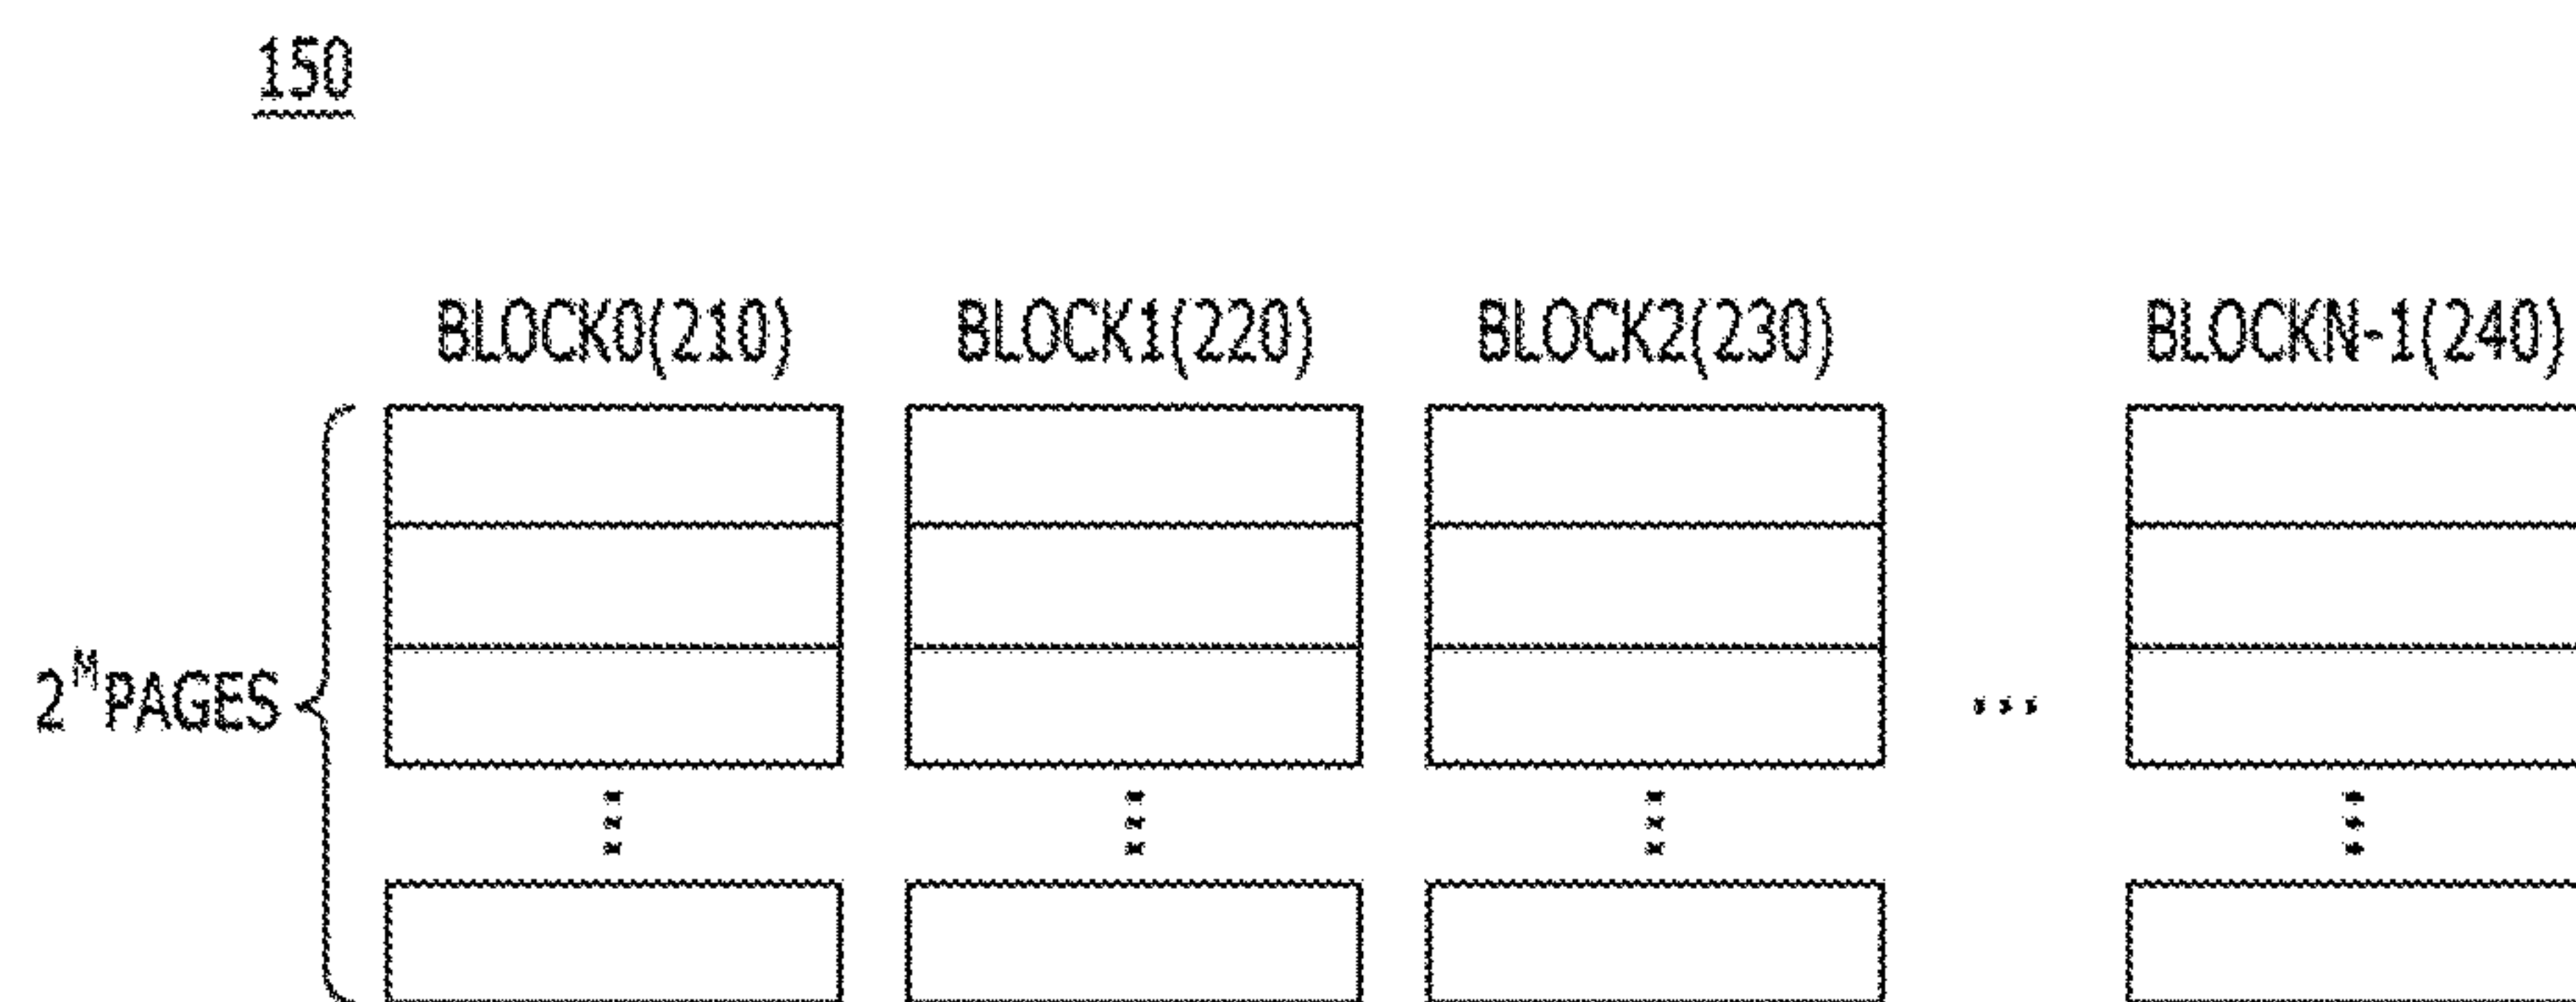 150
BLOCK0(210) BLOCK1(220) BLOCK2(230) BLOCKN-1(240)
2^M PAGES
...